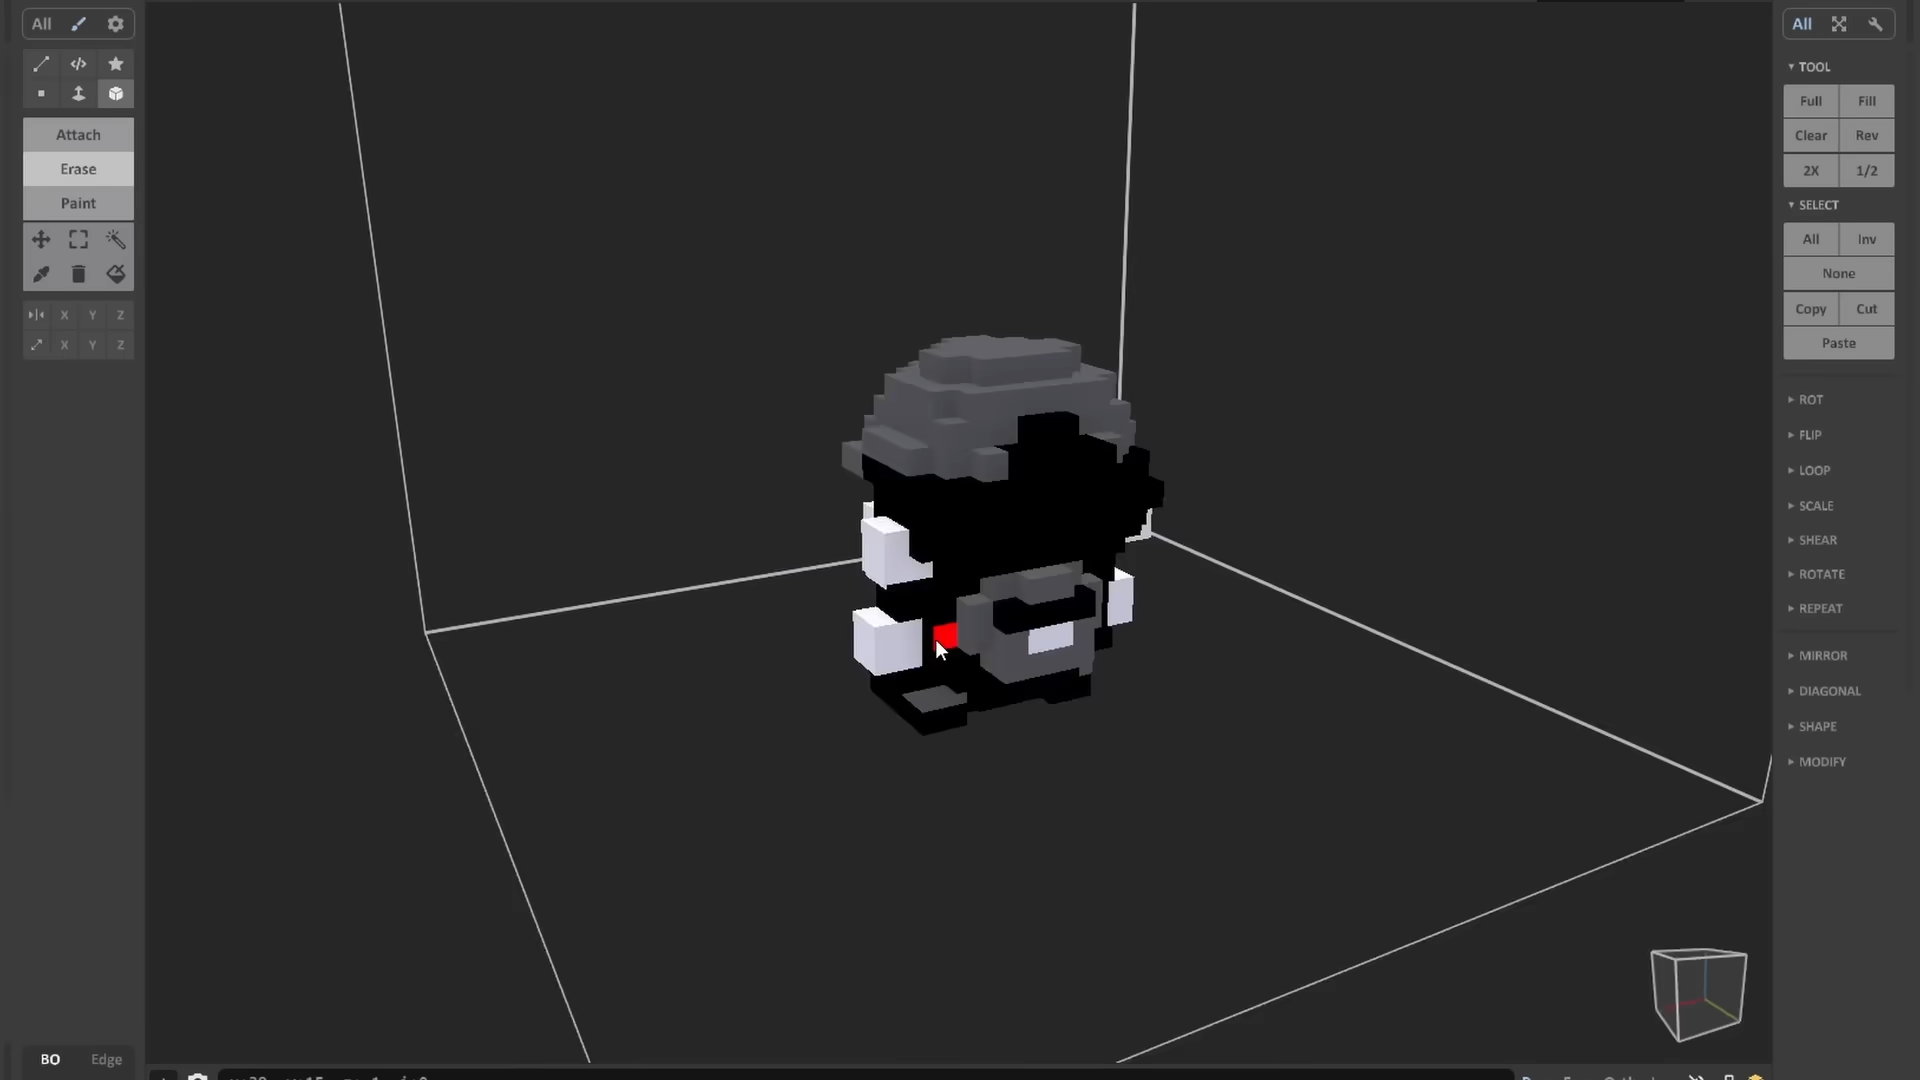 All
Attach
Erase
Paint
X Y Z
X Y Z
BO Edge
All
TOOL
Full Fill
Clear Rev
2X 1/2
SELECT
All Inv
None
Copy Cut
Paste
ROT
FLIP
LOOP
SCALE
SHEAR
ROTATE
REPEAT
MIRROR
DIAGONAL
SHAPE
MODIFY